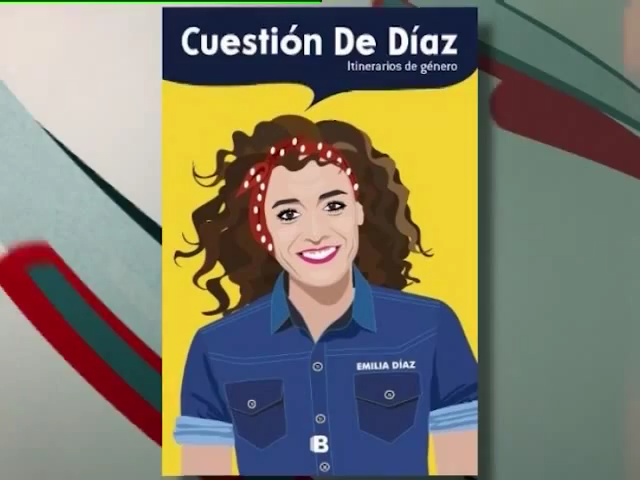 Cuestión De Díaz
Itinerarios de género
EMILIA DÍAZ
B